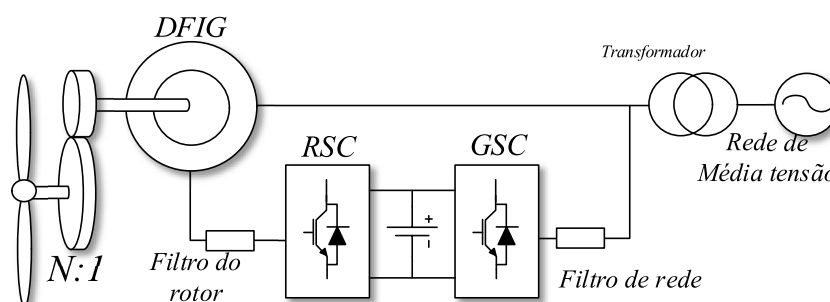 DFIG
Transformador
RSC
GSC
Rede de
Média tensão
+
-
Filtro do
rotor
Filtro de rede
N:1